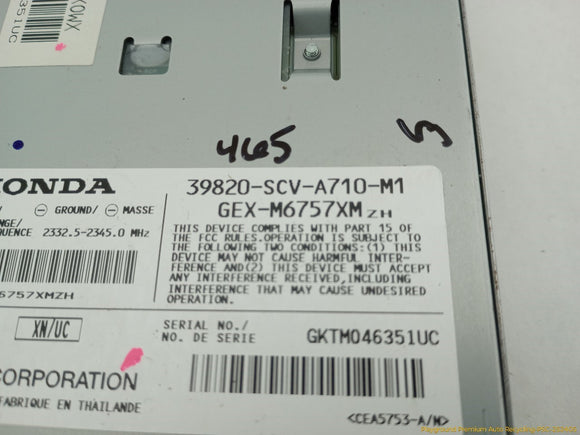 KOWX
351UC
465
HONDA
39820-SCV-A710-M1
GEX-M6757XM ZH
⊖ GROUND/ ⊖ MASSE
QUENCE 2332.5-2345.0 MHz
THIS DEVICE COMPLIES WITH PART 15 OF
THE FCC RULES.OPERATION IS SUBJECT TO
THE FOLLOWING TWO CONDITIONS:(1) THIS
DEVICE MAY NOT CAUSE HARMFUL INTER-
FERENCE AND(2) THIS DEVICE MUST ACCEPT
ANY INTERFERENCE RECEIVED,INCLUDING
INTERFERENCE THAT MAY CAUSE UNDESIRED
OPERATION.
6757XMZH
XN/UC
SERIAL NO./
NO. DE SERIE
GKTM046351UC
CORPORATION
FABRIQUE EN THAILANDE
<CEA5753-A/N>